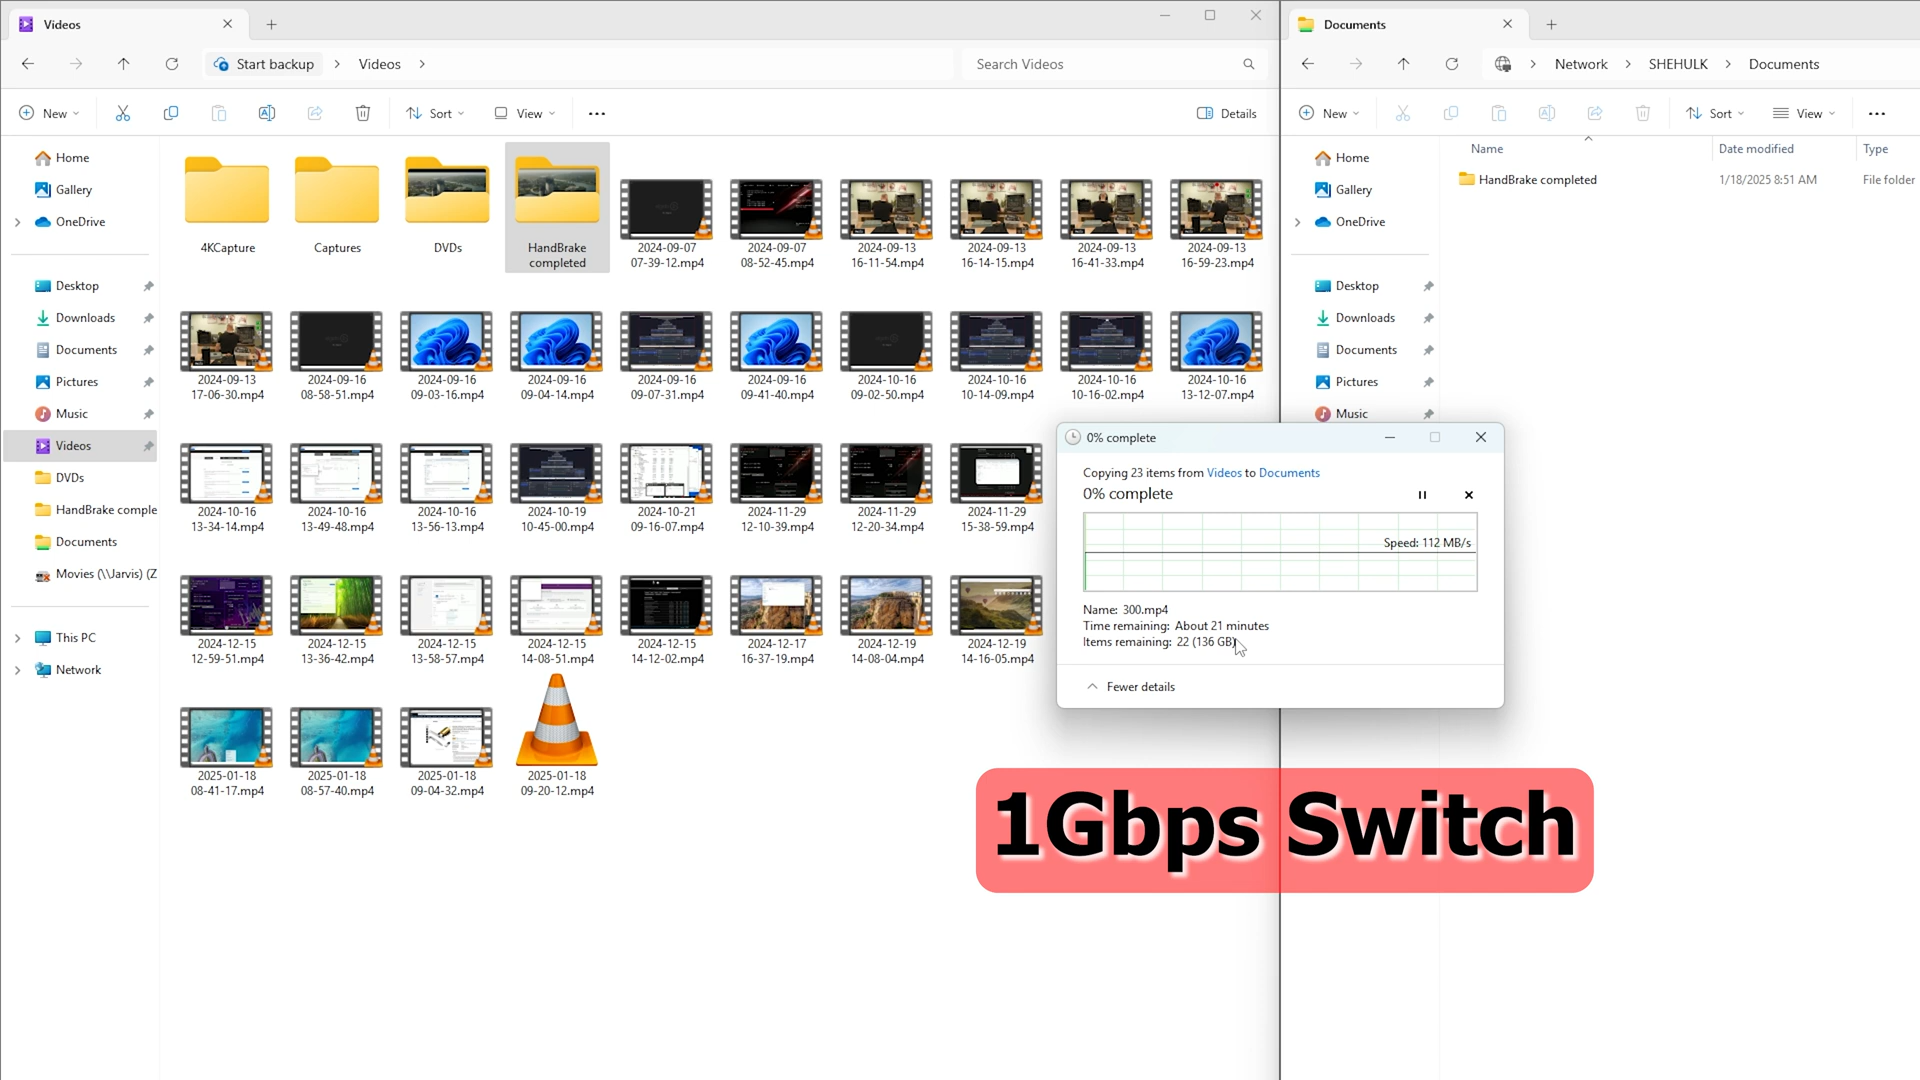 Videos
Start backup
Videos
Search Videos
New
Sort
View
Details
Home
Gallery
OneDrive
Desktop
Downloads
Documents
Pictures
Music
Videos
DVDs
HandBrake comple
Documents
Movies (\\Jarvis) (Z
This PC
Network
4KCapture
Captures
DVDs
HandBrake
completed
2024-09-07
07-39-12.mp4
2024-09-07
08-52-45.mp4
2024-09-13
16-11-54.mp4
2024-09-13
16-14-15.mp4
2024-09-13
16-41-33.mp4
2024-09-13
16-59-23.mp4
2024-09-13
17-06-30.mp4
2024-09-16
08-58-51.mp4
2024-09-16
09-03-16.mp4
2024-09-16
09-04-14.mp4
2024-09-16
09-07-31.mp4
2024-09-16
09-41-40.mp4
2024-10-16
09-02-50.mp4
2024-10-16
10-14-09.mp4
2024-10-16
10-16-02.mp4
2024-10-16
13-12-07.mp4
2024-10-16
13-34-14.mp4
2024-10-16
13-49-48.mp4
2024-10-16
13-56-13.mp4
2024-10-19
10-45-00.mp4
2024-10-21
09-16-07.mp4
2024-11-29
12-10-39.mp4
2024-11-29
12-20-34.mp4
2024-11-29
15-38-59.mp4
2024-12-15
12-59-51.mp4
2024-12-15
13-36-42.mp4
2024-12-15
13-58-57.mp4
2024-12-15
14-08-51.mp4
2024-12-15
14-12-02.mp4
2024-12-17
16-37-19.mp4
2024-12-19
14-08-04.mp4
2024-12-19
14-16-05.mp4
2025-01-18
08-41-17.mp4
2025-01-18
08-57-40.mp4
2025-01-18
09-04-32.mp4
2025-01-18
09-20-12.mp4
Documents
Network
SHEHULK
Documents
New
Sort
View
Home
Gallery
OneDrive
Desktop
Downloads
Documents
Pictures
Music
Name
Date modified
Type
HandBrake completed
1/18/2025 8:51 AM
File folder
0% complete
Copying 23 items from Videos to Documents
0% complete
Speed: 112 MB/s
Name: 300.mp4
Time remaining: About 21 minutes
Items remaining: 22 (136 GB)
Fewer details
1Gbps Switch